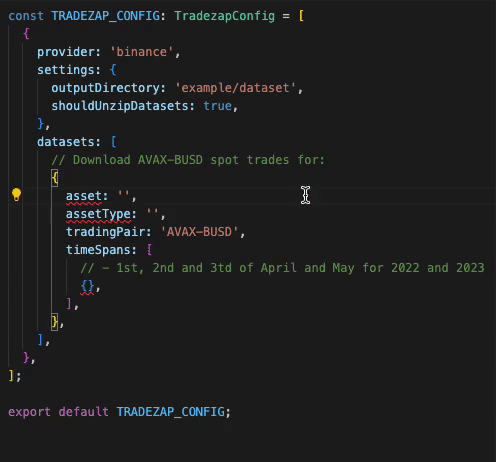 const TRADEZAP_CONFIG: TradezapConfig = [
{
provider: 'binance',
settings: {
outputDirectory: 'example/dataset',
shouldUnzipDatasets: true,
},
datasets: [
// Download AVAX-BUSD spot trades for:
{
asset: '',
assetType: '',
tradingPair: 'AVAX-BUSD',
timeSpans: [
// - 1st, 2nd and 3td of April and May for 2022 and 2023
{},
],
},
],
},
];
export default TRADEZAP_CONFIG;